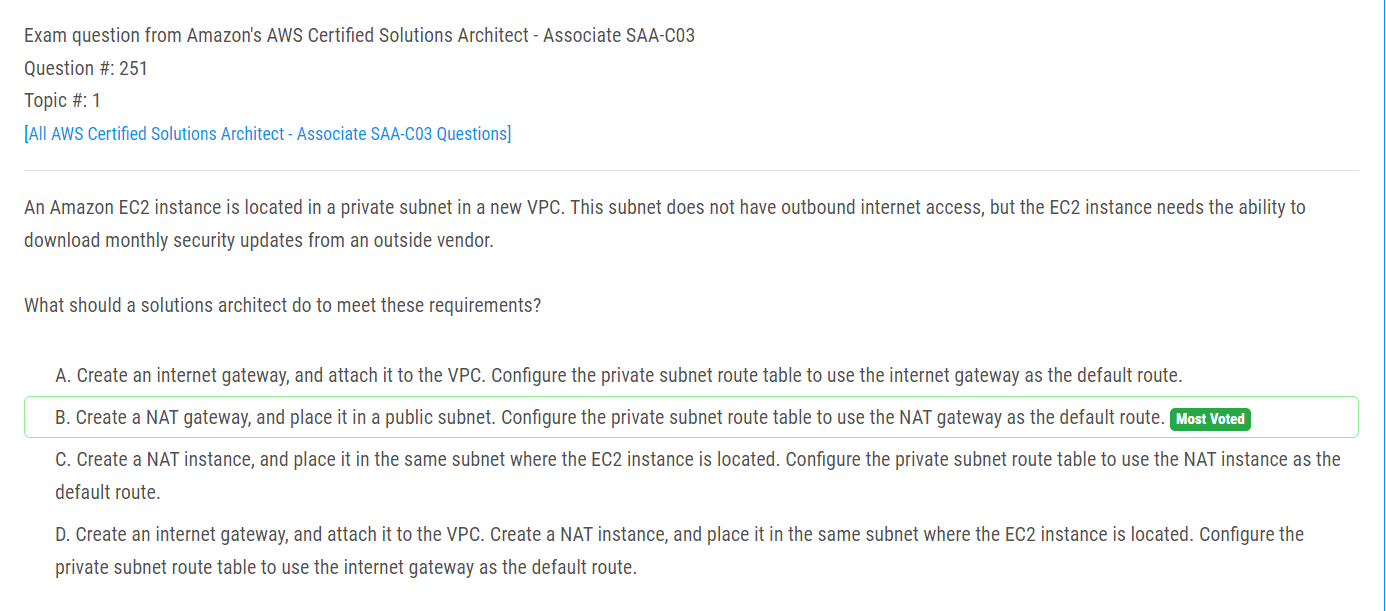 Exam question from Amazon's AWS Certified Solutions Architect - Associate SAA-C03
Question #: 251
Topic #: 1
[All AWS Certified Solutions Architect - Associate SAA-C03 Questions]
An Amazon EC2 instance is located in a private subnet in a new VPC. This subnet does not have outbound internet access, but the EC2 instance needs the ability to
download monthly security updates from an outside vendor.
What should a solutions architect do to meet these requirements?
A. Create an internet gateway, and attach it to the VPC. Configure the private subnet route table to use the internet gateway as the default route.
B. Create a NAT gateway, and place it in a public subnet. Configure the private subnet route table to use the NAT gateway as the default route. Most Voted
C. Create a NAT instance, and place it in the same subnet where the EC2 instance is located. Configure the private subnet route table to use the NAT instance as the
default route.
D. Create an internet gateway, and attach it to the VPC. Create a NAT instance, and place it in the same subnet where the EC2 instance is located. Configure the
private subnet route table to use the internet gateway as the default route.